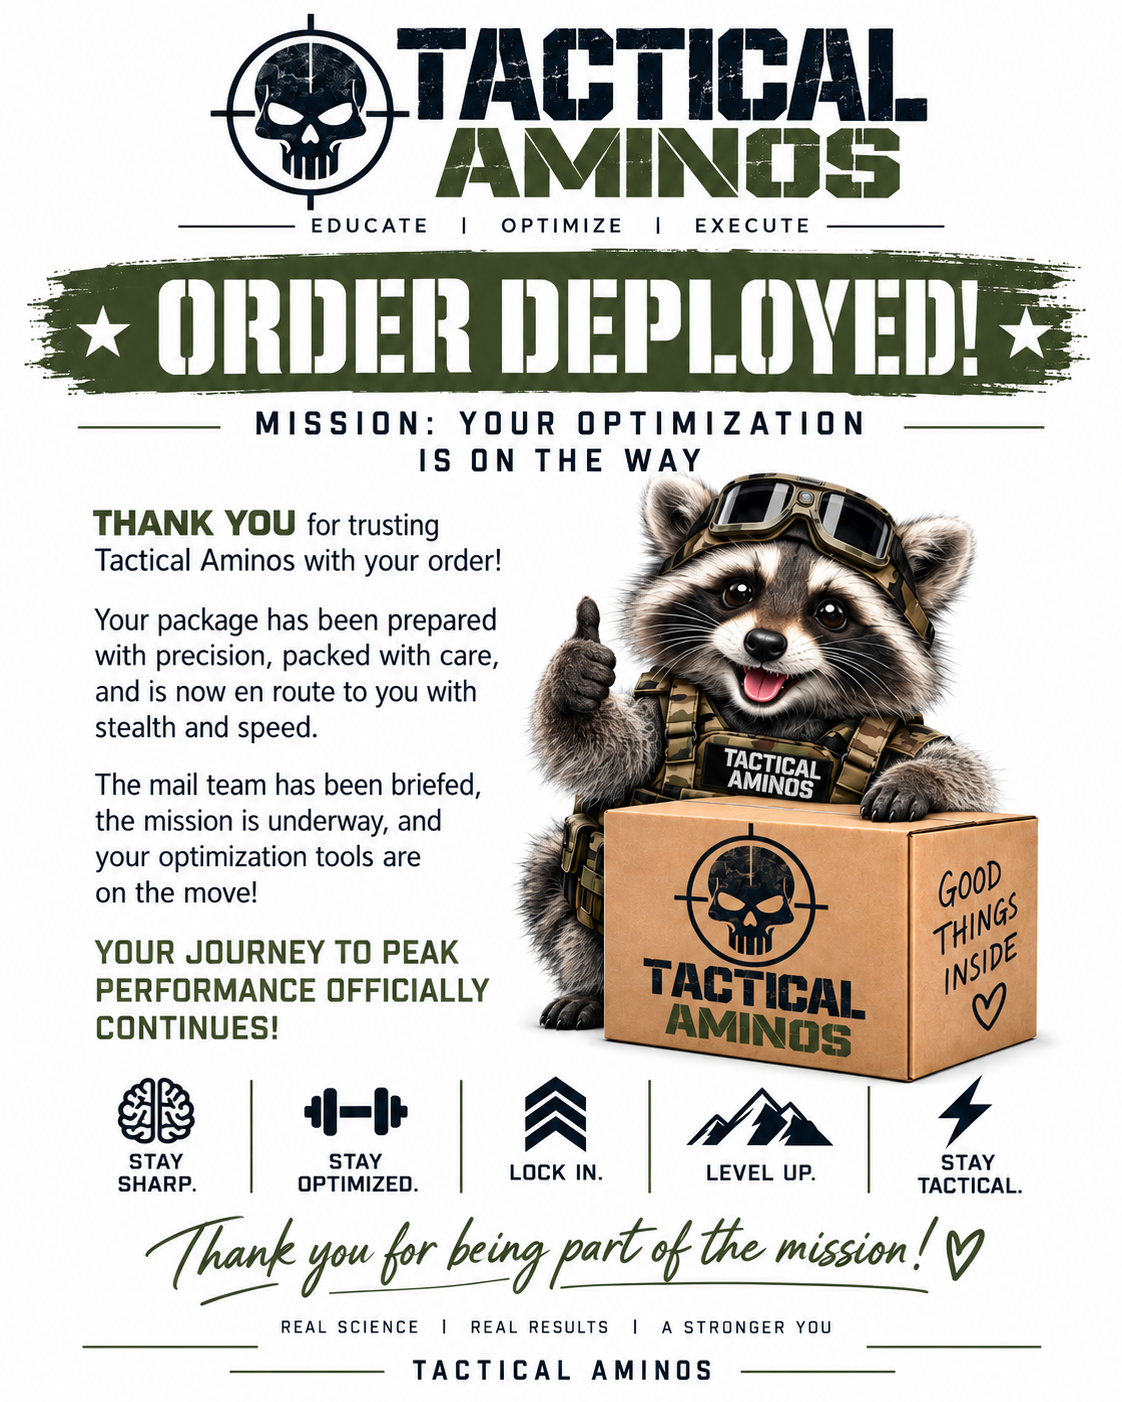 TACTICAL
AMINOS
EDUCATE | OPTIMIZE | EXECUTE
ORDER DEPLOYED!
MISSION: YOUR OPTIMIZATION
IS ON THE WAY
THANK YOU for trusting
Tactical Aminos with your order!
Your package has been prepared
with precision, packed with care,
and is now en route to you with
stealth and speed.
The mail team has been briefed,
the mission is underway, and
your optimization tools are
on the move!
YOUR JOURNEY TO PEAK
PERFORMANCE OFFICIALLY
CONTINUES!
TACTICAL
AMINOS
TACTICAL
AMINOS
GOOD
THINGS
INSIDE
STAY
SHARP.
STAY
OPTIMIZED.
LOCK IN.
LEVEL UP.
STAY
TACTICAL.
Thank you for being part of the mission!
REAL SCIENCE | REAL RESULTS | A STRONGER YOU
TACTICAL AMINOS